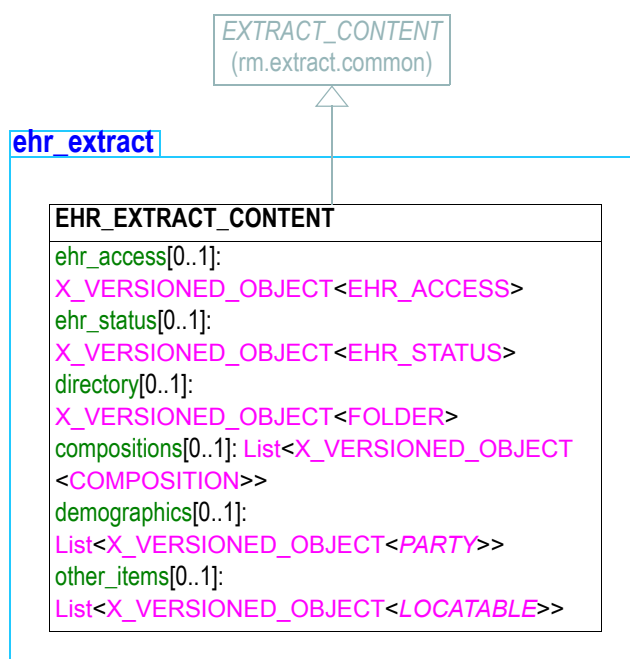 EXTRACT_CONTENT
(rm.extract.common)
ehr_extract
EHR_EXTRACT_CONTENT
ehr_access[0..1]:
X_VERSIONED_OBJECT<EHR_ACCESS>
ehr_status[0..1]:
X_VERSIONED_OBJECT<EHR_STATUS>
directory[0..1]:
X_VERSIONED_OBJECT<FOLDER>
compositions[0..1]: List<X_VERSIONED_OBJECT
<COMPOSITION>>
demographics[0..1]:
List<X_VERSIONED_OBJECT<PARTY>>
other_items[0..1]:
List<X_VERSIONED_OBJECT<LOCATABLE>>